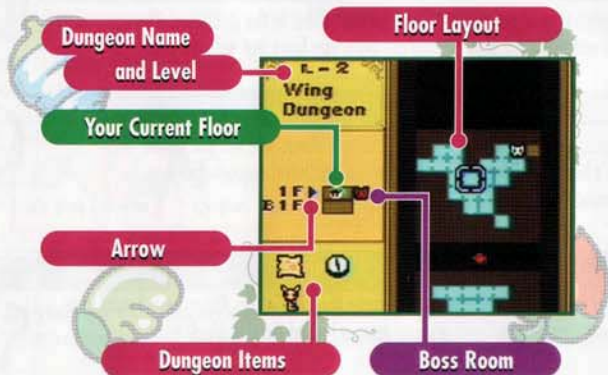 Dungeon Name
and Level
Floor Layout
L - 2
Wing
Dungeon
Your Current Floor
1F
B1F
Arrow
Dungeon Items
Boss Room